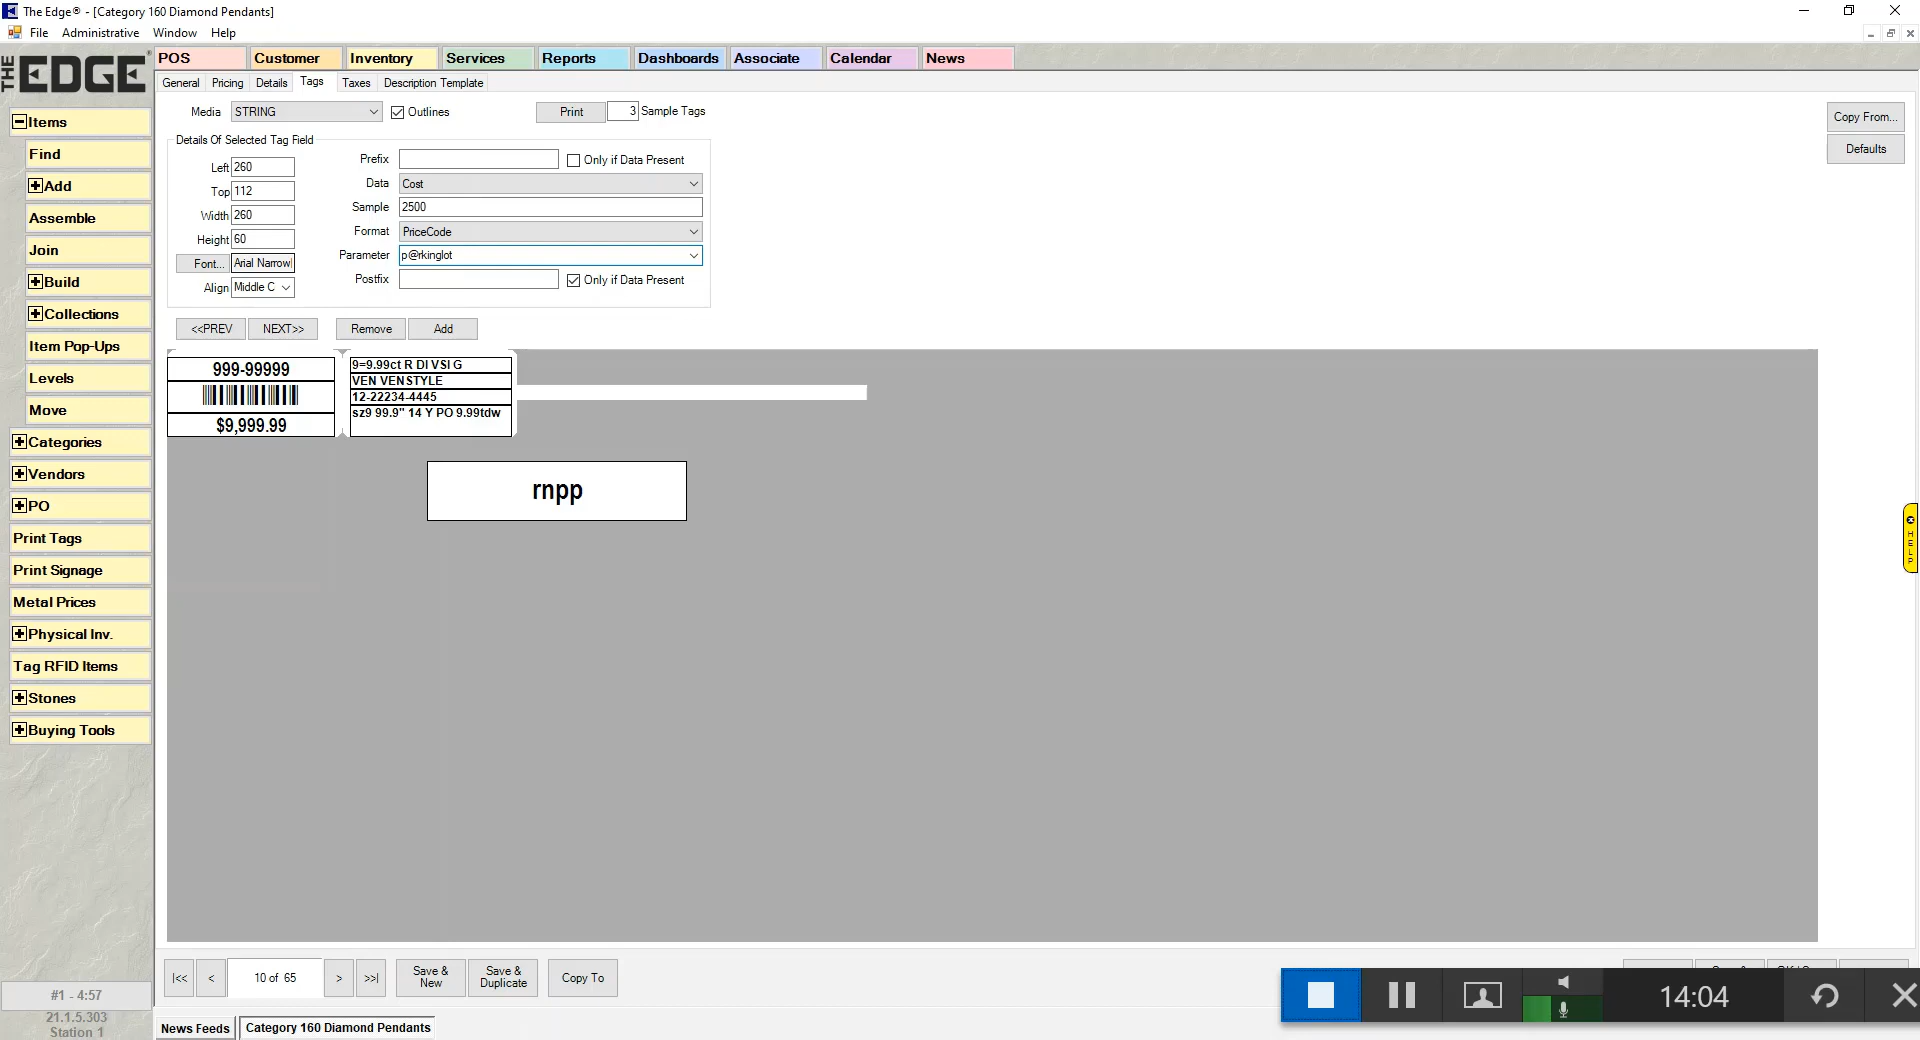 The Edge® - [Category 160 Diamond Pendants]
File Administrative Window Help
THE EDGE®
POS Customer Inventory Services Reports Dashboards Associate Calendar News
General Pricing Details Tags Taxes Description Template
Media STRING Outlines Print 3 Sample Tags
Copy From...
Defaults
Details Of Selected Tag Field
Left 260
Top 112
Width 260
Height 60
Font... Arial Narrow
Align Middle C
Prefix Only if Data Present
Data Cost
Sample 2500
Format PriceCode
Parameter p@rkinglot
Postfix Only if Data Present
<<PREV NEXT>> Remove Add
999-99999
$9,999.99
9=9.99ct R DI VSI G
VEN VENSTYLE
12-22234-4445
sz9 99.9" 14 Y PO 9.99tdw
rnpp
Items
Find
Add
Assemble
Join
Build
Collections
Item Pop-Ups
Levels
Move
Categories
Vendors
PO
Print Tags
Print Signage
Metal Prices
Physical Inv.
Tag RFID Items
Stones
Buying Tools
HELP
|<< < 10 of 65 > >>| Save & New Save & Duplicate Copy To
14:04
#1 - 4:57
21.1.5.303
Station 1
News Feeds Category 160 Diamond Pendants